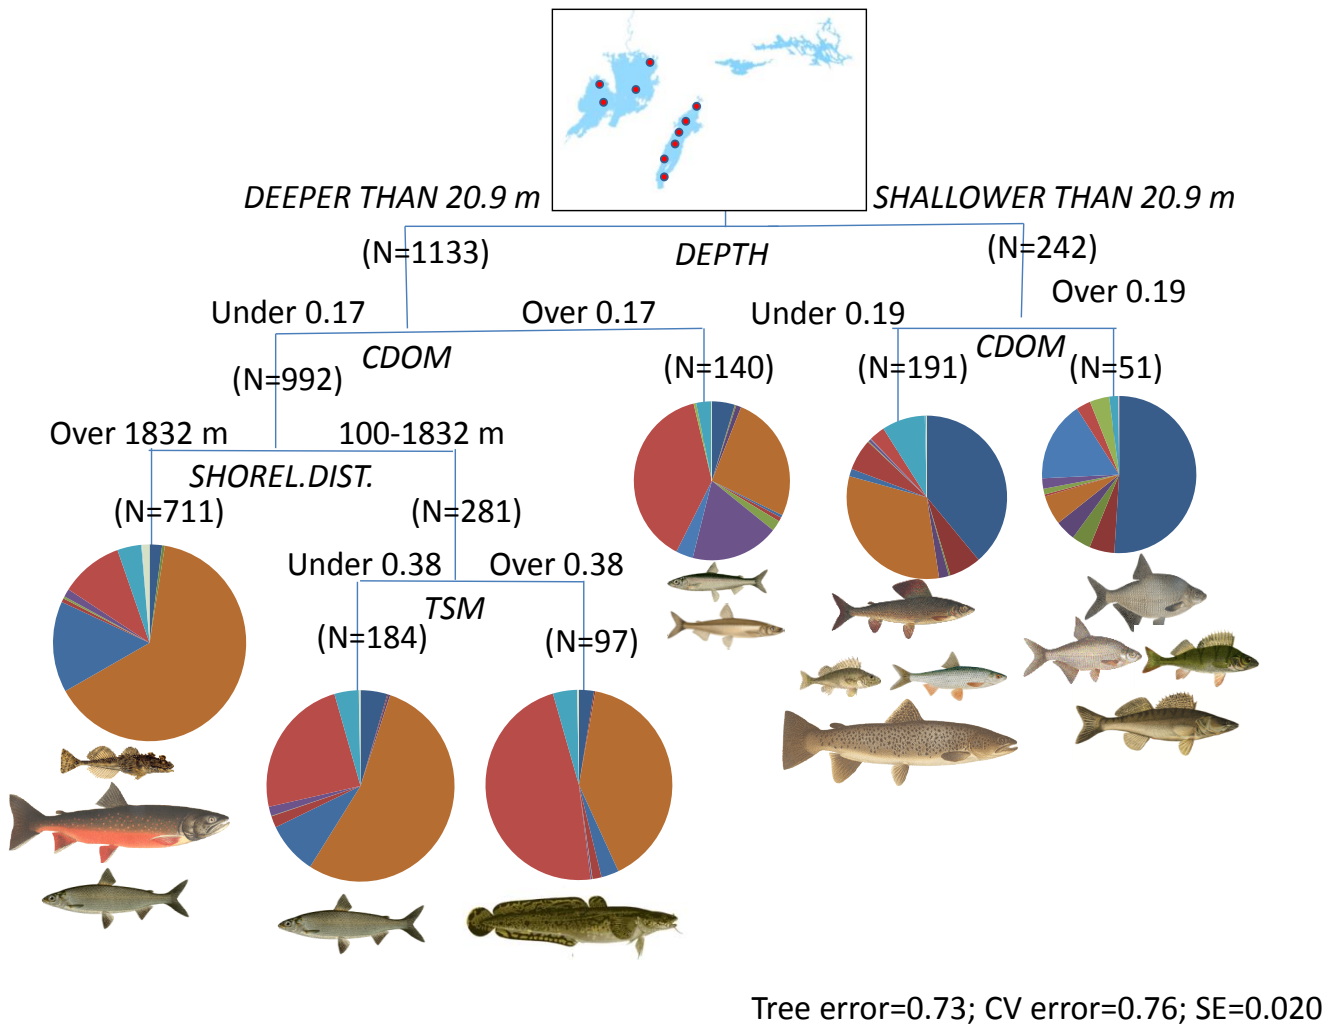 DEEPER THAN 20.9 m
SHALLOWER THAN 20.9 m
(N=1133)
DEPTH
(N=242)
Under 0.17
Over 0.17
Under 0.19
Over 0.19
CDOM
CDOM
(N=992)
(N=140)
(N=191)
(N=51)
Over 1832 m
100-1832 m
SHOREL.DIST.
(N=711)
(N=281)
Under 0.38
Over 0.38
TSM
(N=184)
(N=97)
Tree error=0.73; CV error=0.76; SE=0.020